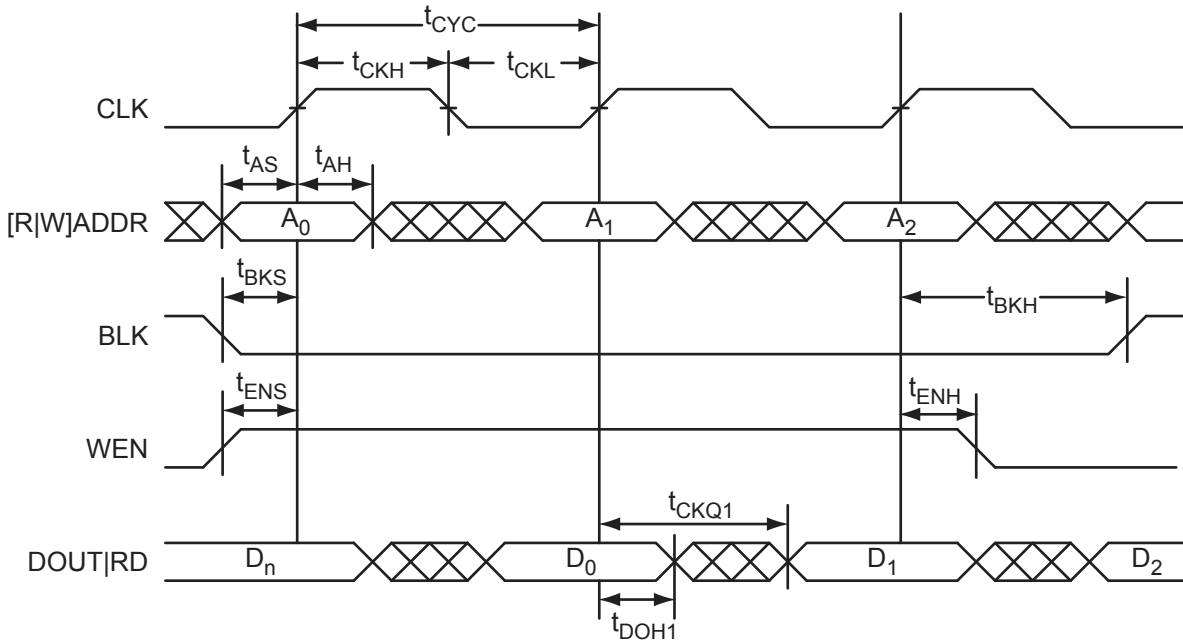 tCYC
tCKH tCKL
CLK
tAS tAH
[R|W]ADDR A0 A1 A2
tBKS tBKH
BLK
tENS tENH
WEN
tCKQ1
DOUT|RD Dn D0 D1 D2
tDOH1